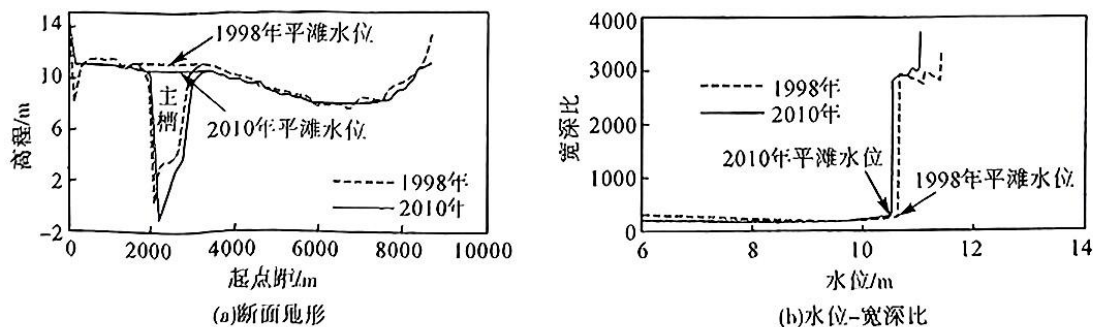 14
10
6
2
-2
高程/m
0
2000
4000
6000
8000
10000
1998年平滩水位
主槽
2010年平滩水位
1998年
2010年
起点距/m
(a)断面地形
4000
3000
2000
1000
0
宽深比
6
8
10
12
14
1998年
2010年
2010年平滩水位
1998年平滩水位
水位/m
(b)水位-宽深比